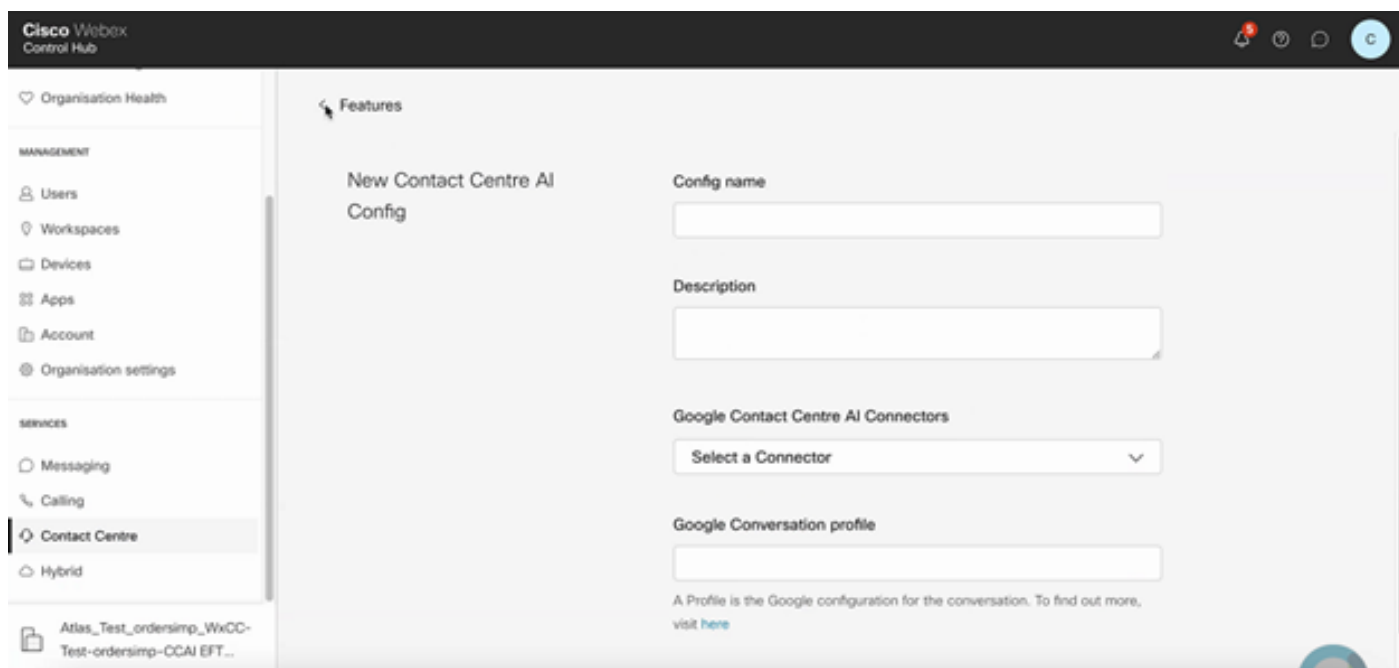 Cisco Webex
Control Hub
5
C
Organisation Health
MANAGEMENT
Users
Workspaces
Devices
Apps
Account
Organisation settings
SERVICES
Messaging
Calling
Contact Centre
Hybrid
Atlas_Test_ordersimp_WxCC-
Test-ordersimp-CCAI EFT...
Features
New Contact Centre AI
Config
Config name
Description
Google Contact Centre AI Connectors
Select a Connector
Google Conversation profile
A Profile is the Google configuration for the conversation. To find out more,
visit here